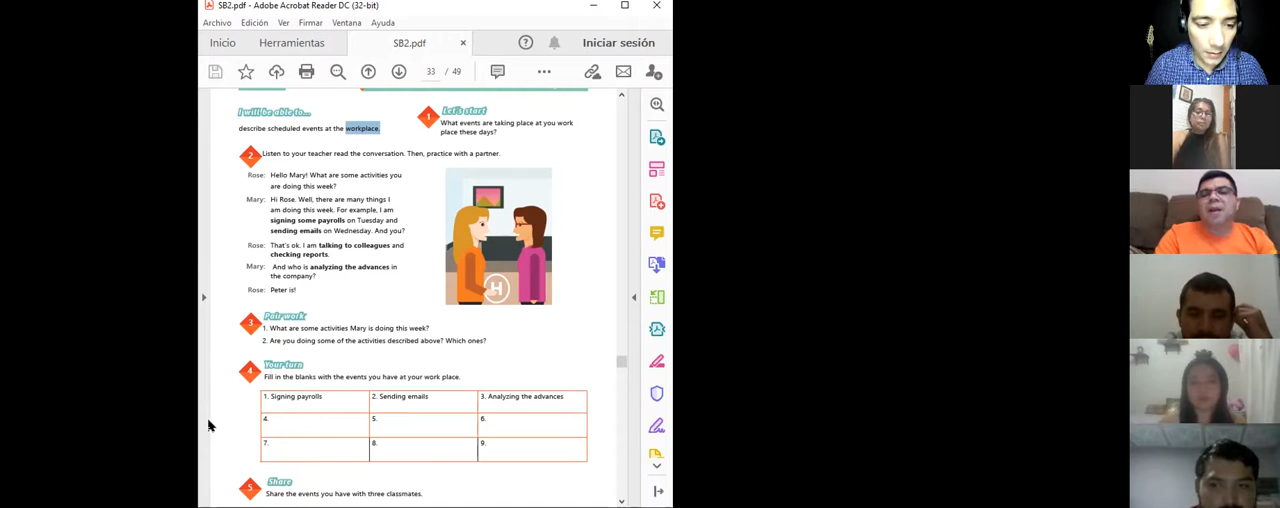 SB2.pdf - Adobe Acrobat Reader DC (32-bit)
Archivo Edición Ver Firmar Ventana Ayuda
Inicio Herramientas SB2.pdf × Iniciar sesión
33 / 49
I will be able to...
describe scheduled events at the workplace.
1 Let's start
What events are taking place at you work
place these days?
2 Listen to your teacher read the conversation. Then, practice with a partner.
Rose: Hello Mary! What are some activities you
are doing this week?
Mary: Hi Rose. Well, there are many things I
am doing this week. For example, I am
signing some payrolls on Tuesday and
sending emails on Wednesday. And you?
Rose: That's ok. I am talking to colleagues and
checking reports.
Mary: And who is analyzing the advances in
the company?
Rose: Peter is!
H
3 Pair work
1. What are some activities Mary is doing this week?
2. Are you doing some of the activities described above? Which ones?
4 Your turn
Fill in the blanks with the events you have at your work place.
1. Signing payrolls 2. Sending emails 3. Analyzing the advances
4. 5. 6.
7. 8. 9.
5 Share
Share the events you have with three classmates.